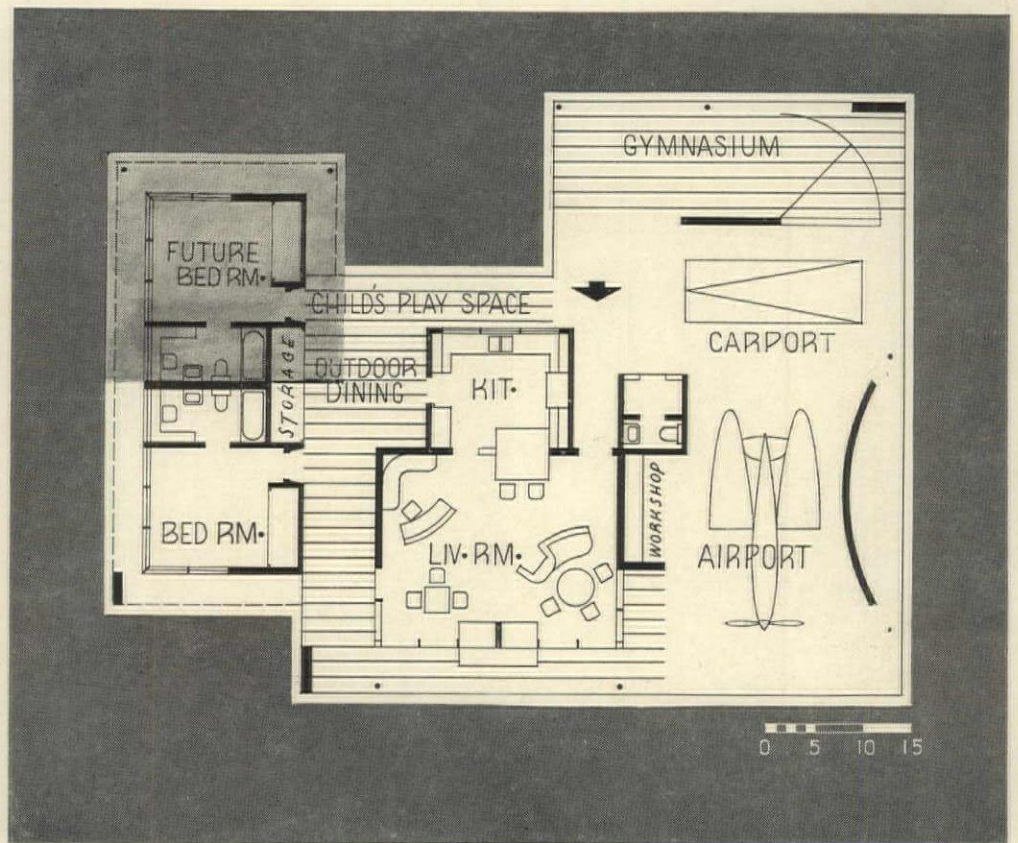 GYMNASIUM
FUTURE
BED RM.
CHILD'S PLAY SPACE
CARPORT
STORAGE
OUTDOOR
DINING
KIT.
WORKSHOP
BED RM.
LIV. RM.
AIRPORT
0 5 10 15